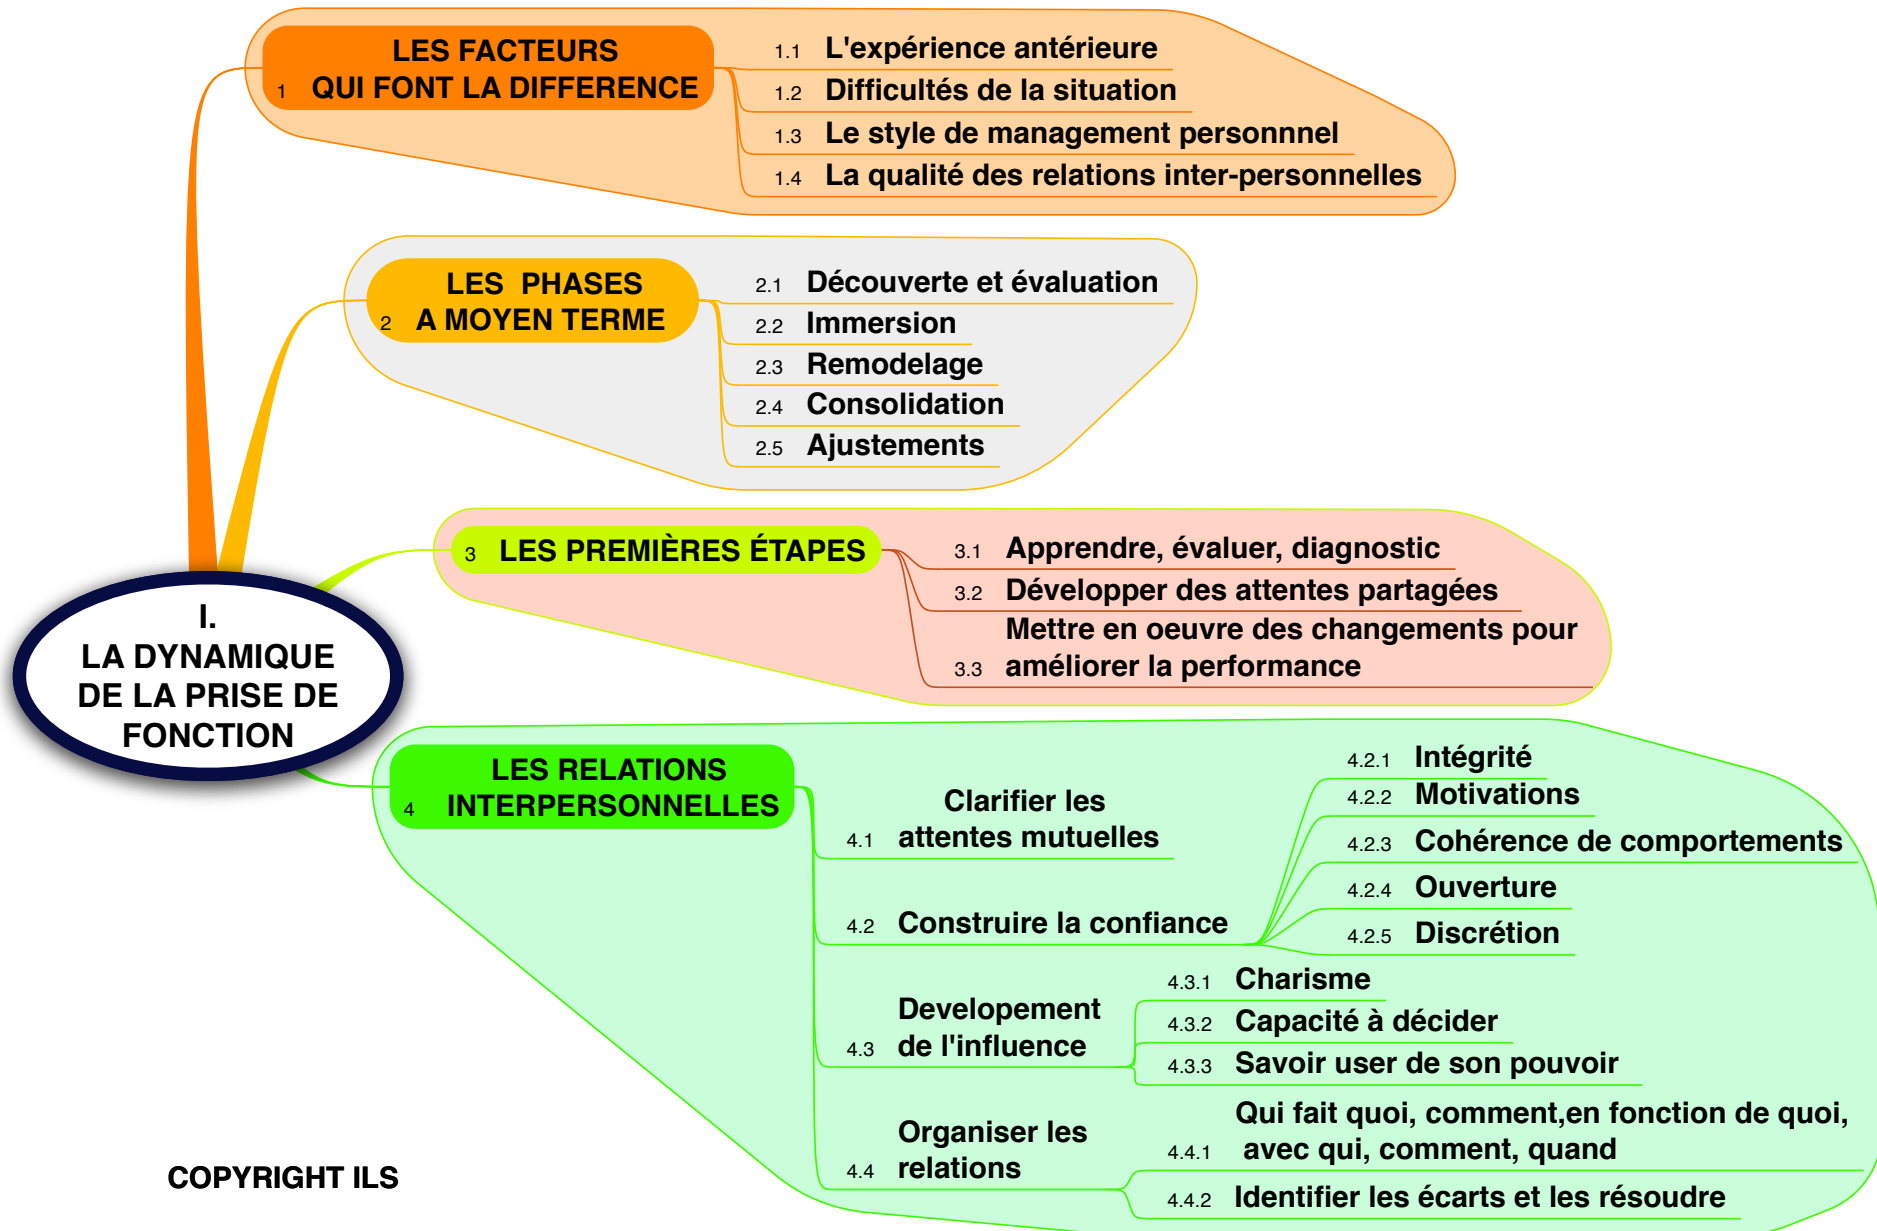 I.
LA DYNAMIQUE
DE LA PRISE DE
FONCTION
1 LES FACTEURS
QUI FONT LA DIFFERENCE
1.1 L'expérience antérieure
1.2 Difficultés de la situation
1.3 Le style de management personnnel
1.4 La qualité des relations inter-personnelles
2 LES PHASES
A MOYEN TERME
2.1 Découverte et évaluation
2.2 Immersion
2.3 Remodelage
2.4 Consolidation
2.5 Ajustements
3 LES PREMIÈRES ÉTAPES
3.1 Apprendre, évaluer, diagnostic
3.2 Développer des attentes partagées
3.3 Mettre en oeuvre des changements pour
améliorer la performance
4 LES RELATIONS
INTERPERSONNELLES
4.1 Clarifier les
attentes mutuelles
4.2 Construire la confiance
4.2.1 Intégrité
4.2.2 Motivations
4.2.3 Cohérence de comportements
4.2.4 Ouverture
4.2.5 Discrétion
4.3 Developement
de l'influence
4.3.1 Charisme
4.3.2 Capacité à décider
4.3.3 Savoir user de son pouvoir
4.4 Organiser les
relations
4.4.1 Qui fait quoi, comment,en fonction de quoi,
avec qui, comment, quand
4.4.2 Identifier les écarts et les résoudre
COPYRIGHT ILS